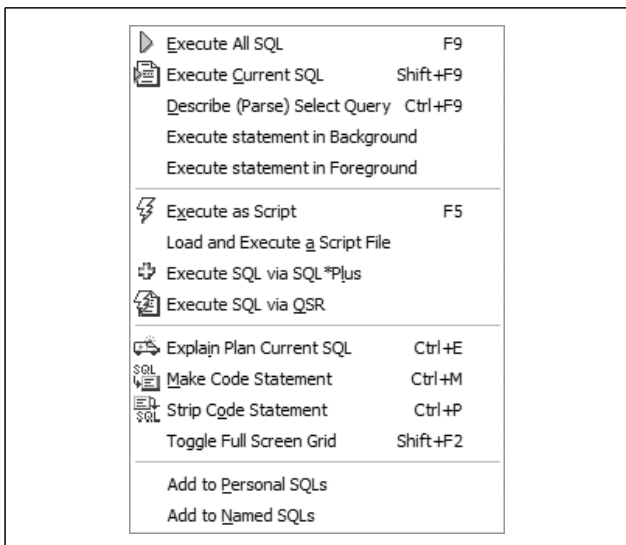 Execute All SQL F9
Execute Current SQL Shift+F9
Describe (Parse) Select Query Ctrl+F9
Execute statement in Background
Execute statement in Foreground
Execute as Script F5
Load and Execute a Script File
Execute SQL via SQL*Plus
Execute SQL via QSR
Explain Plan Current SQL Ctrl+E
SQL Make Code Statement Ctrl+M
SQL Strip Code Statement Ctrl+P
Toggle Full Screen Grid Shift+F2
Add to Personal SQLs
Add to Named SQLs